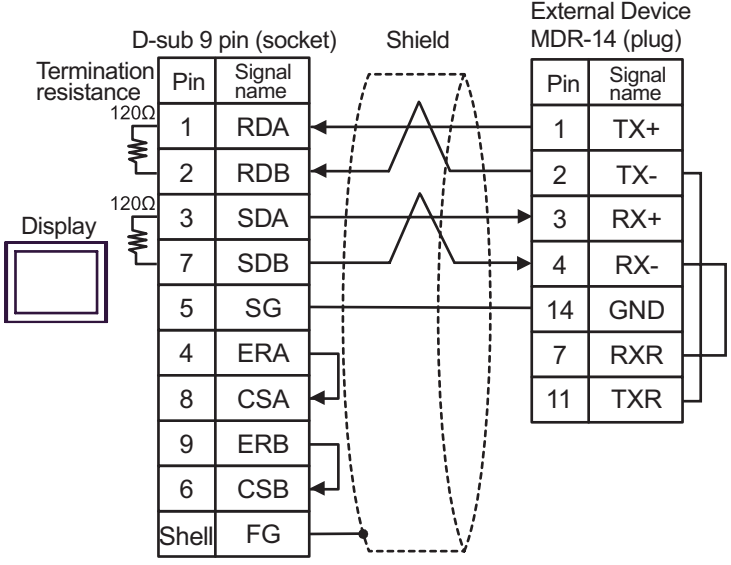 External Device
D-sub 9 pin (socket) Shield MDR-14 (plug)
Termination resistance
Pin Signal name
Pin Signal name
120Ω
1 RDA
1 TX+
2 RDB
2 TX-
120Ω
3 SDA
3 RX+
Display
7 SDB
4 RX-
5 SG
14 GND
4 ERA
7 RXR
8 CSA
11 TXR
9 ERB
6 CSB
Shell FG